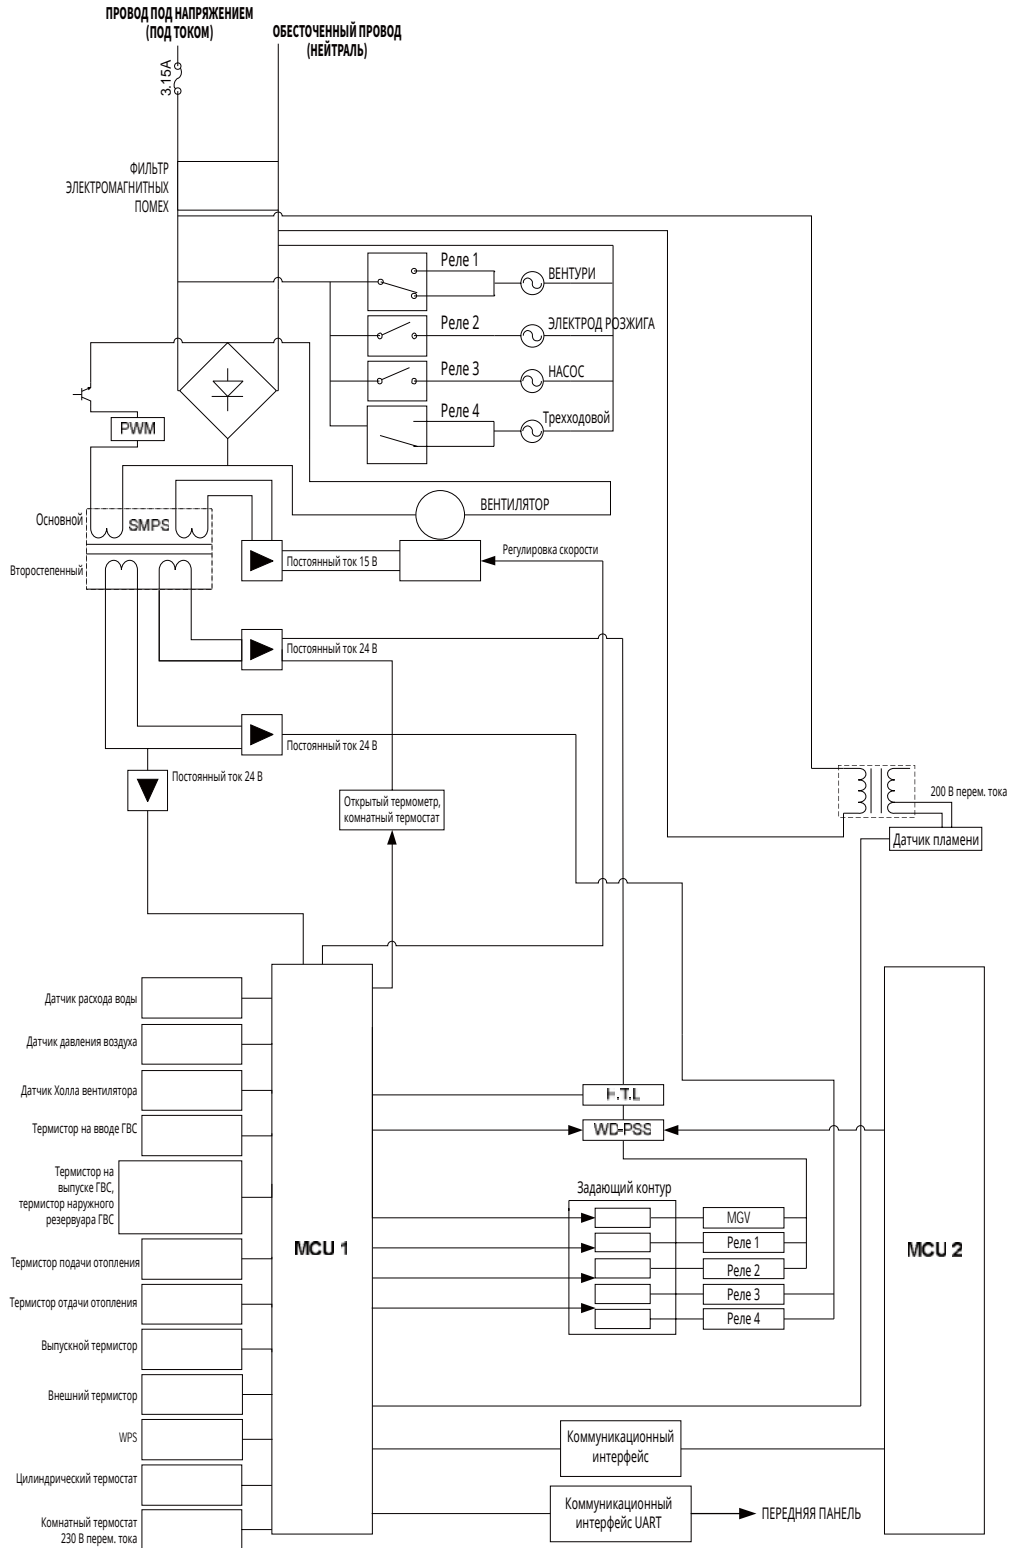 ПРОВОД ПОД НАПРЯЖЕНИЕМ
(ПОД ТОКОМ)
ОБЕСТОЧЕННЫЙ ПРОВОД
(НЕЙТРАЛЬ)
3.15A
ФИЛЬТР
ЭЛЕКТРОМАГНИТНЫХ
ПОМЕХ
Реле 1
ВЕНТУРИ
Реле 2
ЭЛЕКТРОД РОЗЖИГА
Реле 3
НАСОС
Реле 4
Трехходовой
PWM
Основной
SMPS
ВЕНТИЛЯТОР
Второстепенный
Постоянный ток 15 В
Регулировка скорости
Постоянный ток 24 В
Постоянный ток 24 В
Постоянный ток 24 В
Открытый термометр,
комнатный термостат
200 В перем. тока
Датчик пламени
Датчик расхода воды
Датчик давления воздуха
Датчик Холла вентилятора
Термистор на вводе ГВС
Термистор на
выпуске ГВС,
термистор наружного
резервуара ГВС
Термистор подачи отопления
Термистор отдачи отопления
Выпускной термистор
Внешний термистор
WPS
Цилиндрический термостат
Комнатный термостат
230 В перем. тока
MCU 1
H.T.L
WD-PSS
Задающий контур
MGV
Реле 1
Реле 2
Реле 3
Реле 4
MCU 2
Коммуникационный
интерфейс
Коммуникационный
интерфейс UART
ПЕРЕДНЯЯ ПАНЕЛЬ